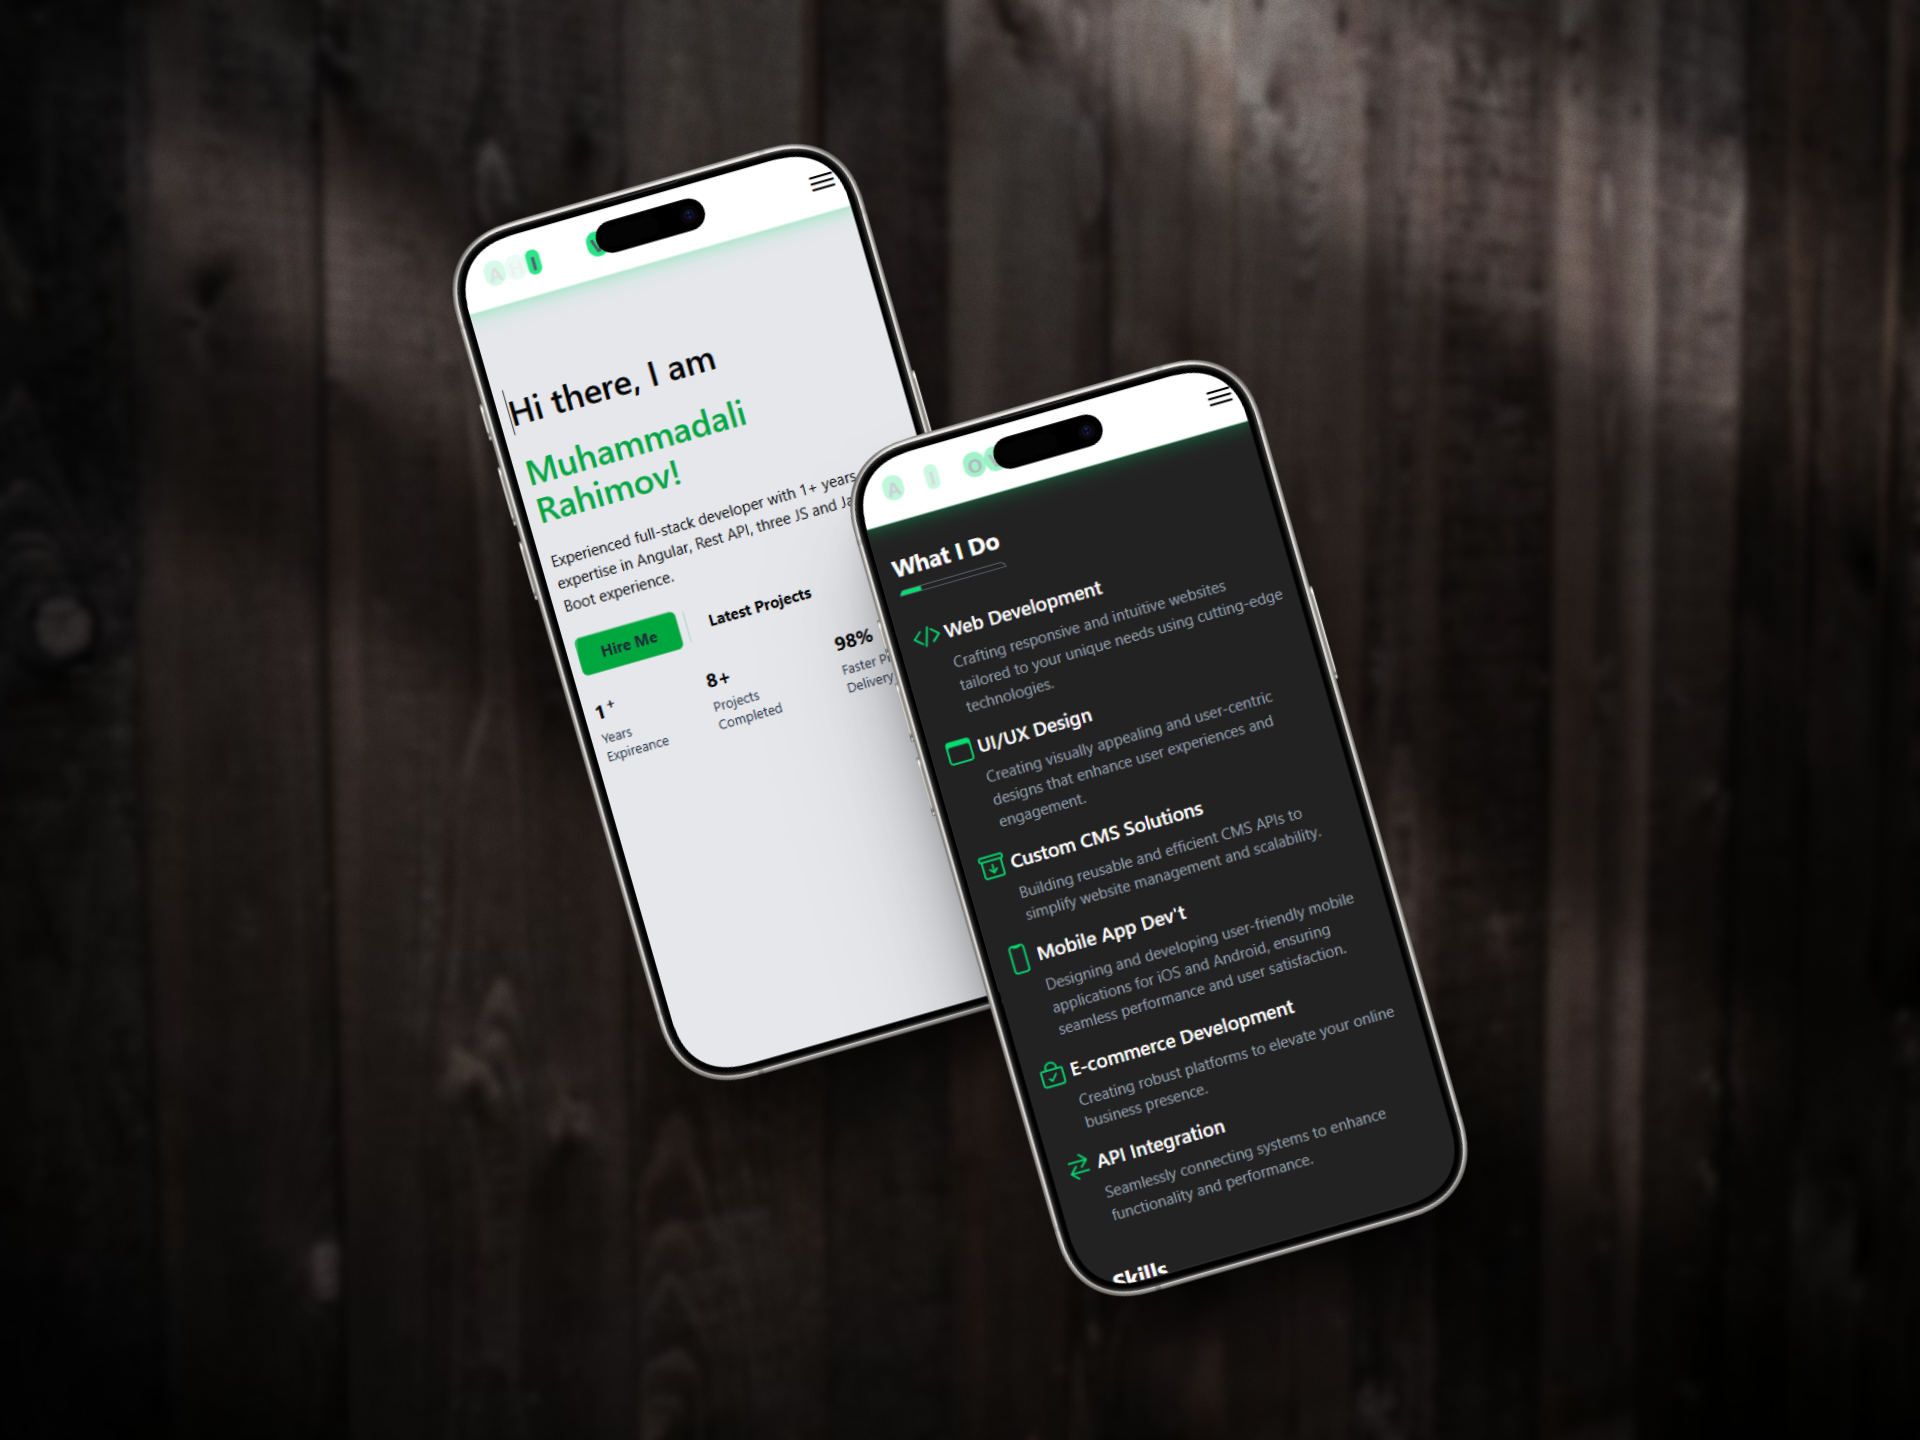 A H I
Hi there, I am
Muhammadali
Rahimov!
Experienced full-stack developer with 1+ years
expertise in Angular, Rest API, three JS and
Boot experience.
Hire Me
Latest Projects
1+
Years
Expireance
8+
Projects
Completed
98%
Faster
Delivery
A I O
What I Do
Web Development
Crafting responsive and intuitive websites
tailored to your unique needs using cutting-edge
technologies.
UI/UX Design
Creating visually appealing and user-centric
designs that enhance user experiences and
engagement.
Custom CMS Solutions
Building reusable and efficient CMS APIs to
simplify website management and scalability.
Mobile App Dev't
Designing and developing user-friendly mobile
applications for iOS and Android, ensuring
seamless performance and user satisfaction.
E-commerce Development
Creating robust platforms to elevate your online
business presence.
API Integration
Seamlessly connecting systems to enhance
functionality and performance.
Skills